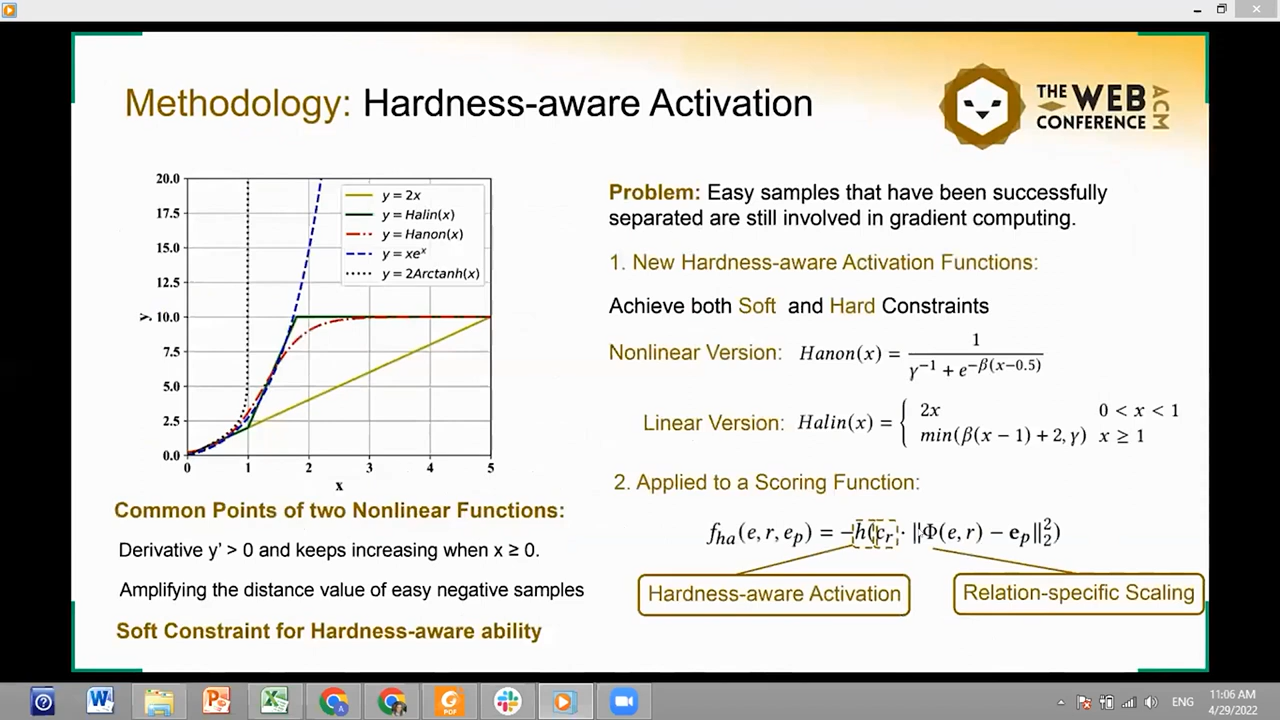 Methodology: Hardness-aware Activation
THE WEB
CONFERENCE
ACM
20.0
17.5
15.0
12.5
10.0
7.5
5.0
2.5
0.0
y
0 1 2 3 4 5
x
y = 2x
y = Halin(x)
y = Hanon(x)
y = xe^x
y = 2Arctanh(x)
Common Points of two Nonlinear Functions:
Derivative y' > 0 and keeps increasing when x ≥ 0.
Amplifying the distance value of easy negative samples
Soft Constraint for Hardness-aware ability
Problem: Easy samples that have been successfully
separated are still involved in gradient computing.
1. New Hardness-aware Activation Functions:
Achieve both Soft and Hard Constraints
Nonlinear Version: Hanon(x) = 1 / (γ^−1 + e^−β(x−0.5))
Linear Version: Halin(x) = { 2x 0 < x < 1
min(β(x − 1) + 2, γ) x ≥ 1
2. Applied to a Scoring Function:
f_ha(e, r, e_p) = −h(c_r · ‖Φ(e, r) − e_p‖_2^2)
Hardness-aware Activation
Relation-specific Scaling
ENG
11:06 AM
4/29/2022